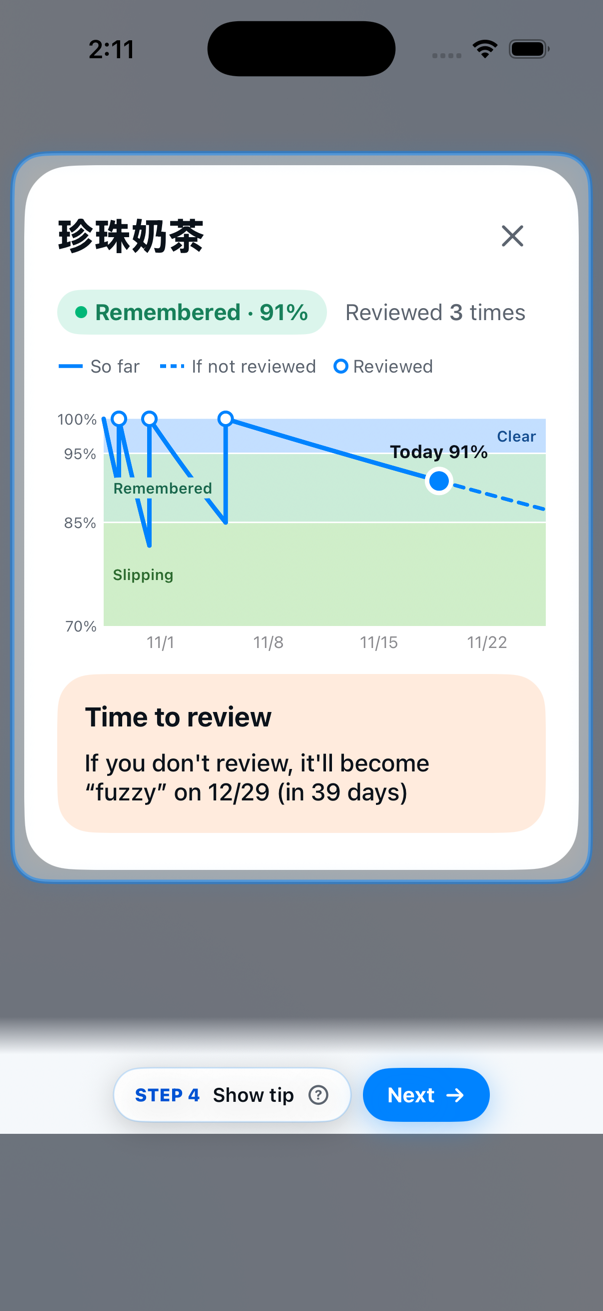 2:11
珍珠奶茶
Remembered · 91% Reviewed 3 times
So far If not reviewed Reviewed
100%
Clear
95%
Today 91%
Remembered
85%
Slipping
70%
11/1 11/8 11/15 11/22
Time to review
If you don't review, it'll become
“fuzzy” on 12/29 (in 39 days)
STEP 4 Show tip ? Next →